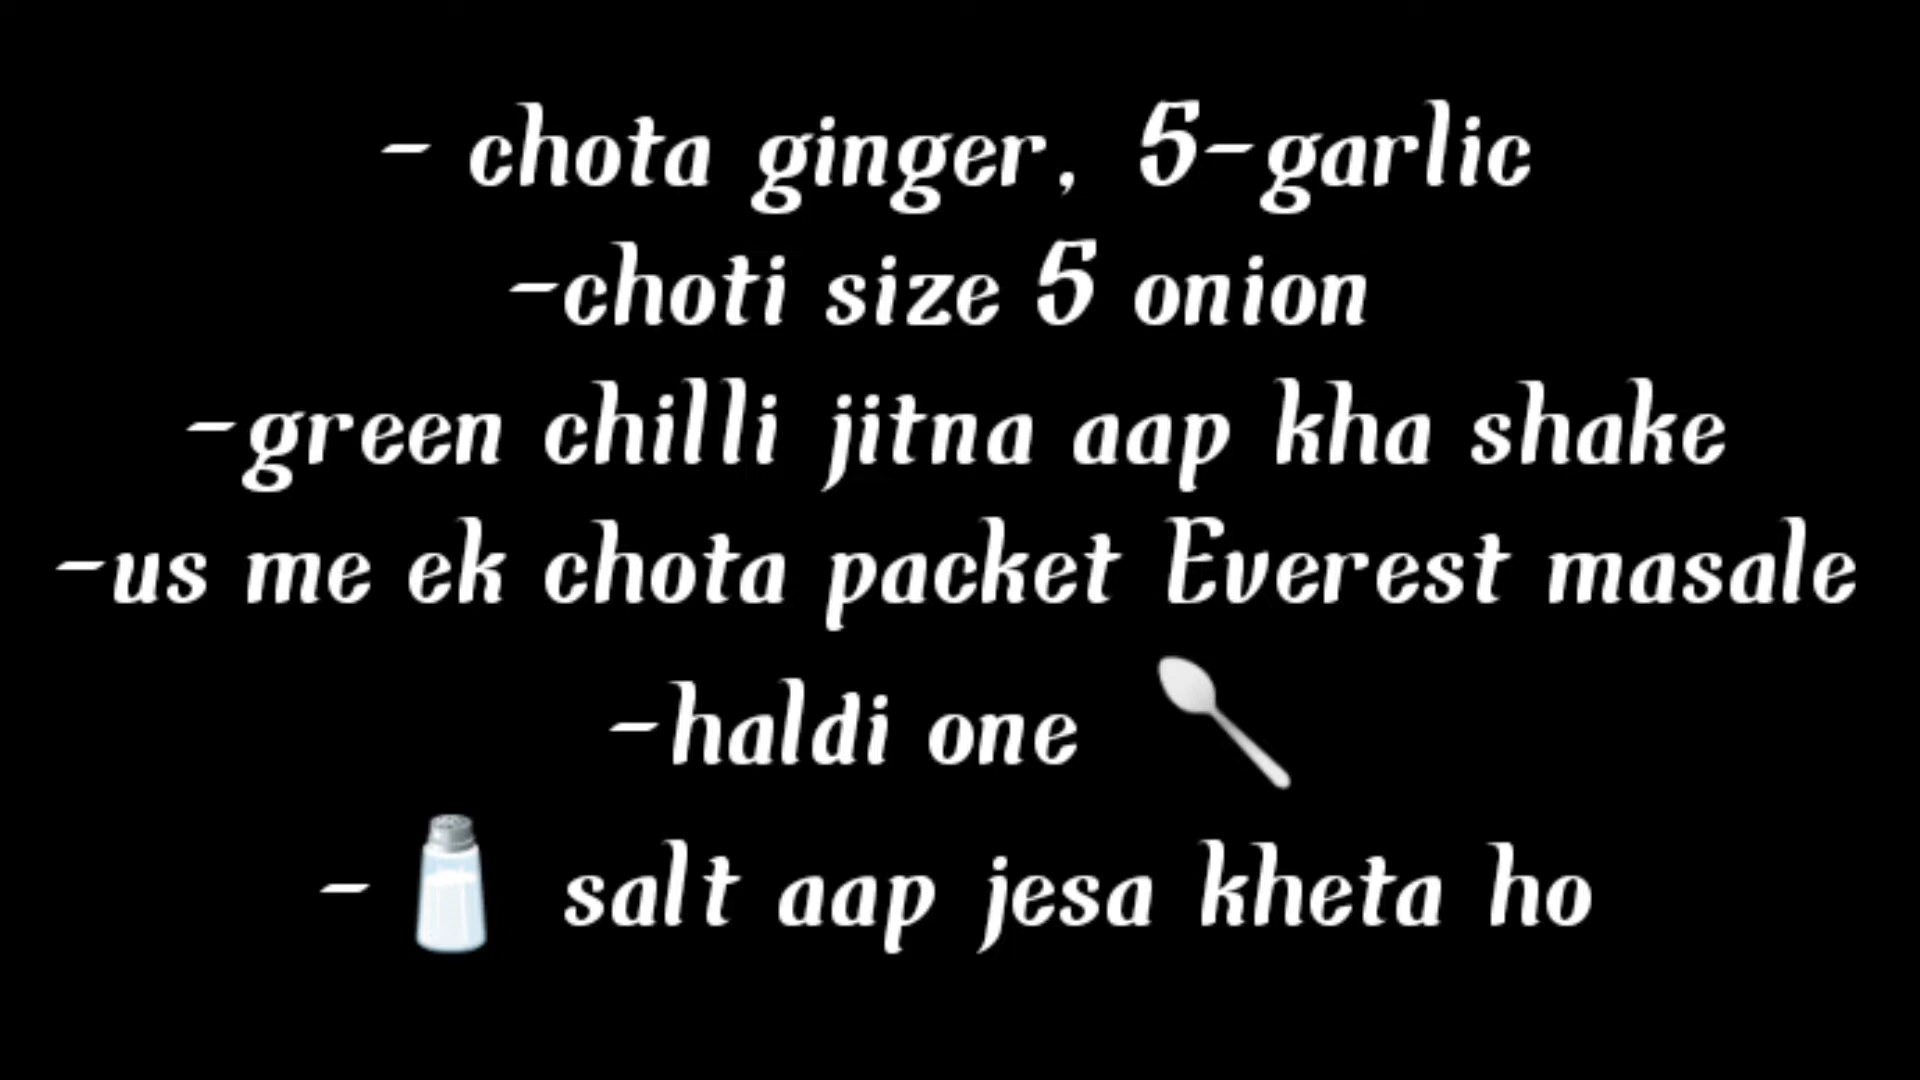 - chota ginger, 5-garlic
-choti size 5 onion
-green chilli jitna aap kha shake
-us me ek chota packet Everest masale
-haldi one 🥄
- 🧂 salt aap jesa kheta ho